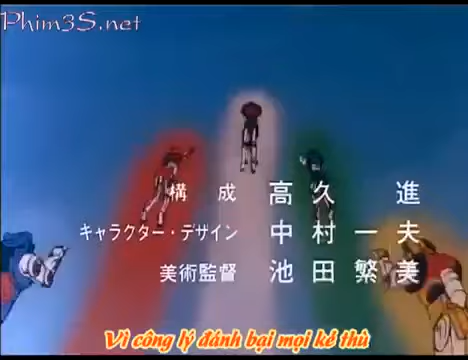 Phim3S.net
構成 高久進
キャラクター・デザイン 中村一夫
美術監督 池田繁美
Vì công lý đánh bại mọi kẻ thù